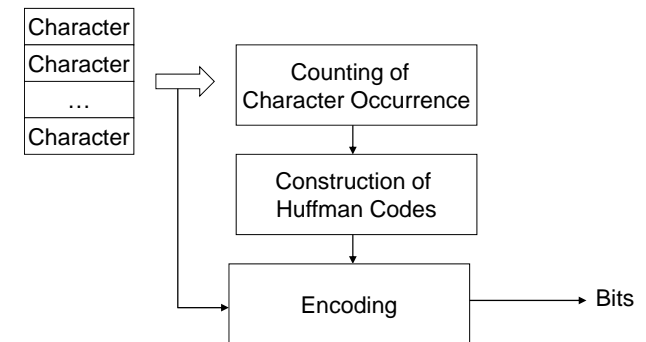 Character
Character
…
Character
Counting of
Character Occurrence
Construction of
Huffman Codes
Encoding
Bits